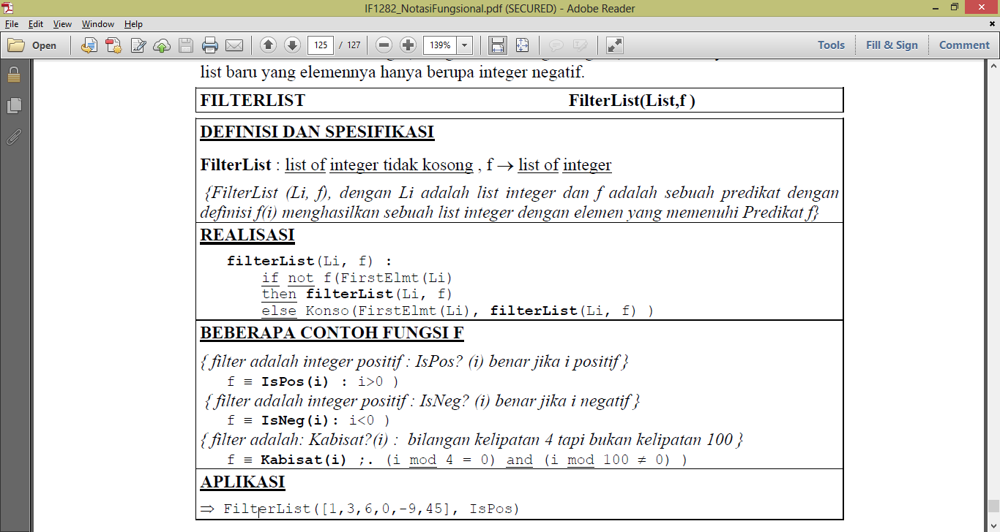 IF1282_NotasiFungsional.pdf (SECURED) - Adobe Reader
File Edit View Window Help
Open 125 / 127 139% Tools Fill & Sign Comment
list baru yang elemennya hanya berupa integer negatif.
FILTERLIST FilterList(List,f )
DEFINISI DAN SPESIFIKASI
FilterList : list of integer tidak kosong , f → list of integer
{FilterList (Li, f), dengan Li adalah list integer dan f adalah sebuah predikat dengan
definisi f(i) menghasilkan sebuah list integer dengan elemen yang memenuhi Predikat f}
REALISASI
filterList(Li, f) :
if not f(FirstElmt(Li)
then filterList(Li, f)
else Konso(FirstElmt(Li), filterList(Li, f) )
BEBERAPA CONTOH FUNGSI F
{ filter adalah integer positif : IsPos? (i) benar jika i positif }
f ≡ IsPos(i) : i>0 )
{ filter adalah integer positif : IsNeg? (i) benar jika i negatif }
f ≡ IsNeg(i): i<0 )
{ filter adalah: Kabisat?(i) : bilangan kelipatan 4 tapi bukan kelipatan 100 }
f ≡ Kabisat(i) ;. (i mod 4 = 0) and (i mod 100 ≠ 0) )
APLIKASI
⇒ FilterList([1,3,6,0,-9,45], IsPos)